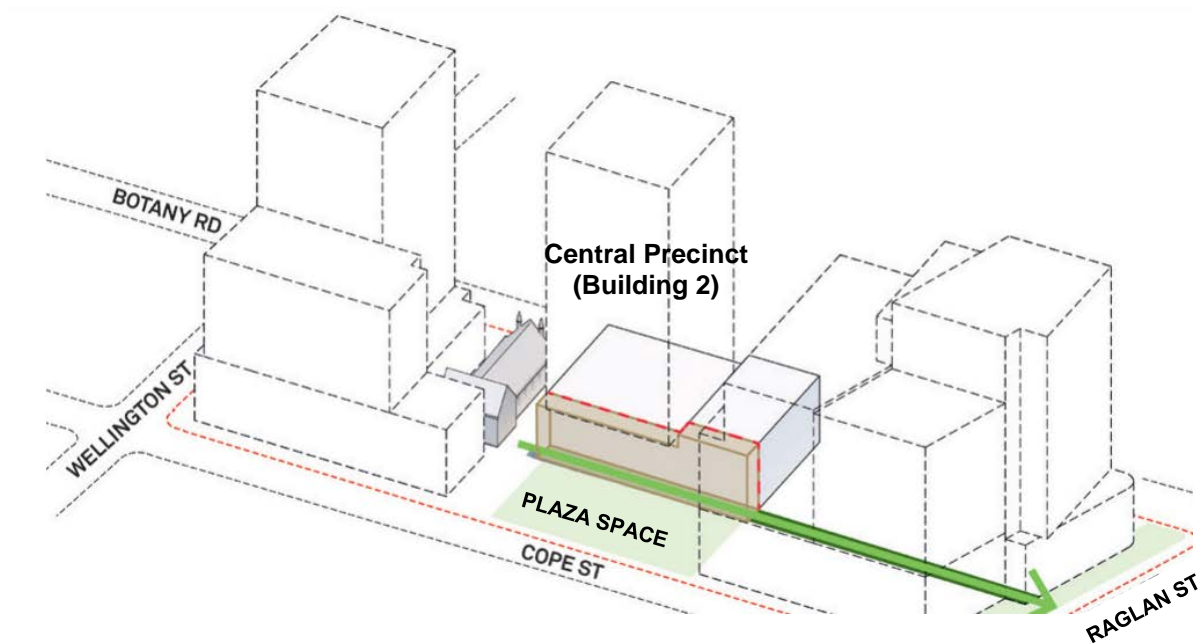 BOTANY RD
Central Precinct
(Building 2)
WELLINGTON ST
PLAZA SPACE
COPE ST
RAGLAN ST